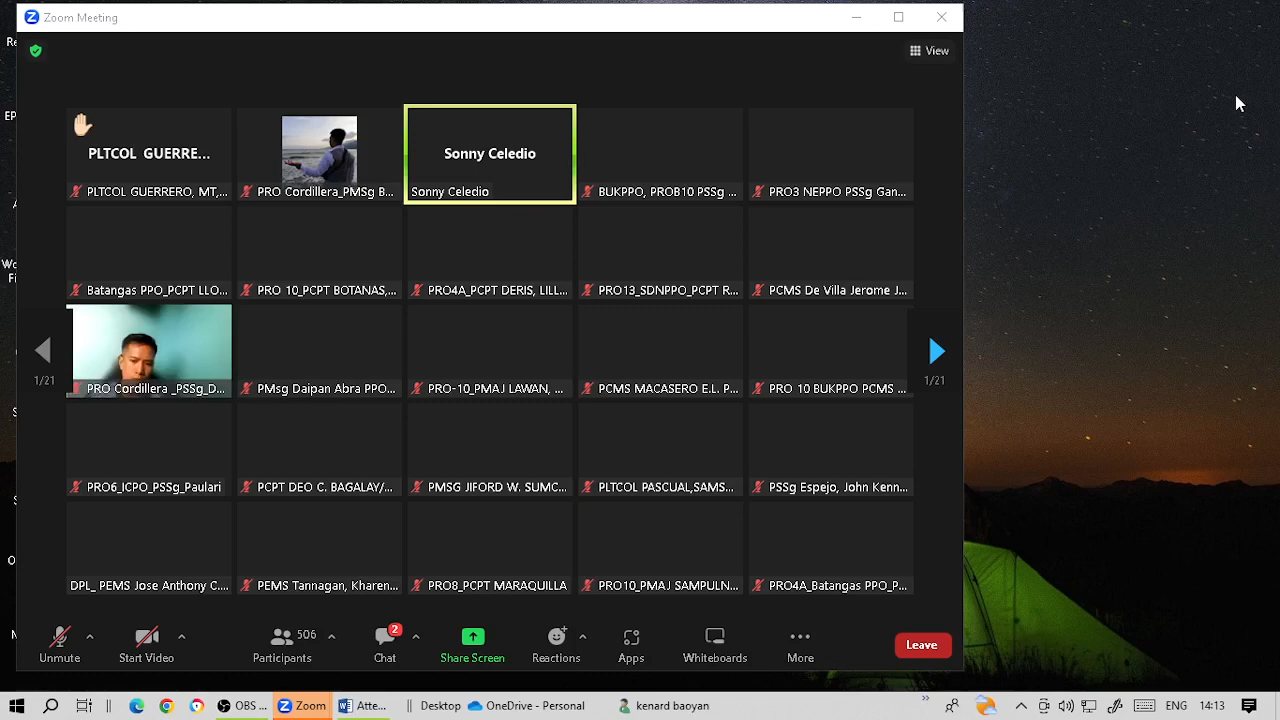 Zoom Meeting
View
PLTCOL GUERRE...
PLTCOL GUERRERO, MT,...
PRO Cordillera_PMSg B...
Sonny Celedio
Sonny Celedio
BUKPPO, PROB10 PSSg ...
PRO3 NEPPO PSSg Gan...
Batangas PPO_PCPT LLO...
PRO 10_PCPT BOTANAS,...
PRO4A_PCPT DERIS, LILL...
PRO13_SDNPPO_PCPT R...
PCMS De Villa Jerome J...
PRO Cordillera _PSSg_D...
PMsg Daipan Abra PPO...
PRO-10_PMAJ LAWAN, ...
PCMS MACASERO E.L. P...
PRO 10 BUKPPO PCMS ...
1/21
1/21
PRO6_ICPO_PSSg_Paulari
PCPT DEO C. BAGALAY/...
PMSG JIFORD W. SUMC...
PLTCOL PASCUAL,SAMS...
PSSg Espejo, John Kenn...
DPL_ PEMS Jose Anthony C....
PEMS Tannagan, Kharen...
PRO8_PCPT MARAQUILLA
PRO10_PMAJ SAMPULN...
PRO4A_Batangas PPO_P...
Unmute
Start Video
506
Participants
2
Chat
Share Screen
Reactions
Apps
Whiteboards
More
Leave
OBS ...
Zoom
Atte...
Desktop
OneDrive - Personal
kenard baoyan
ENG
14:13